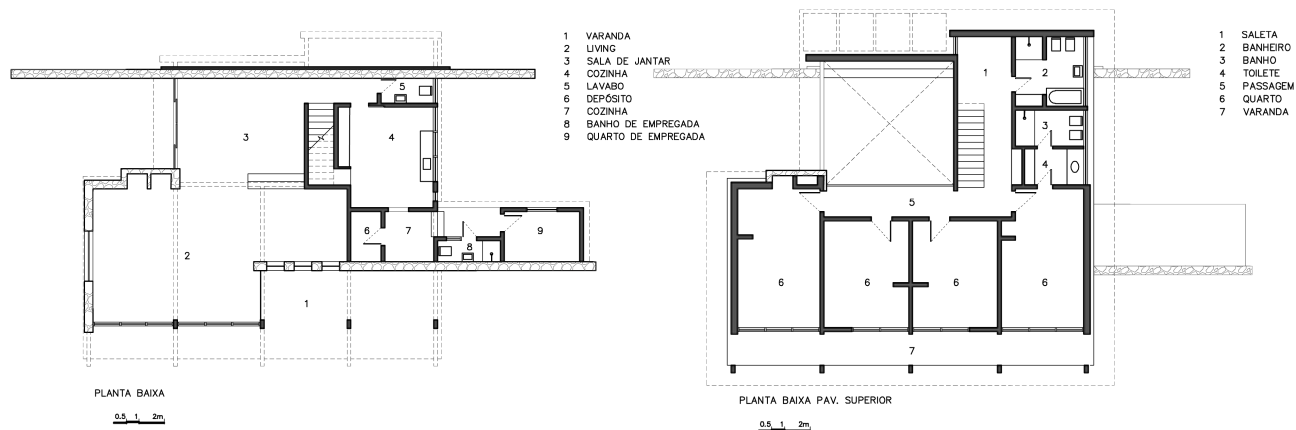 1 VARANDA
2 LIVING
3 SALA DE JANTAR
4 COZINHA
5 LAVABO
6 DEPÓSITO
7 COZINHA
8 BANHO DE EMPREGADA
9 QUARTO DE EMPREGADA
5
3
4
6
7
8
9
2
1
PLANTA BAIXA
0.5 1 2m
1 SALETA
2 BANHEIRO
3 BANHO
4 TOILETE
5 PASSAGEM
6 QUARTO
7 VARANDA
1
2
3
4
5
6
6
6
6
7
PLANTA BAIXA PAV. SUPERIOR
0.5 1 2m